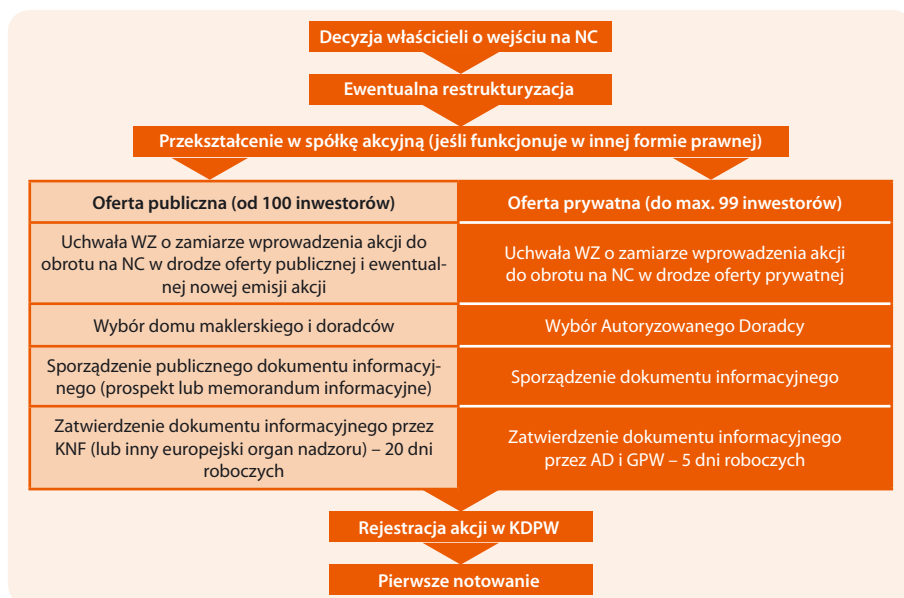 Decyzja właścicieli o wejściu na NC
Ewentualna restrukturyzacja
Przekształcenie w spółkę akcyjną (jeśli funkcjonuje w innej formie prawnej)
Oferta publiczna (od 100 inwestorów)
Oferta prywatna (do max. 99 inwestorów)
Uchwała WZ o zamiarze wprowadzenia akcji do
obrotu na NC w drodze oferty publicznej i ewentual-
nej nowej emisji akcji
Uchwała WZ o zamiarze wprowadzenia akcji
do obrotu na NC w drodze oferty prywatnej
Wybór domu maklerskiego i doradców
Wybór Autoryzowanego Doradcy
Sporządzenie publicznego dokumentu informacyj-
nego (prospekt lub memorandum informacyjne)
Sporządzenie dokumentu informacyjnego
Zatwierdzenie dokumentu informacyjnego przez
KNF (lub inny europejski organ nadzoru) – 20 dni
roboczych
Zatwierdzenie dokumentu informacyjnego
przez AD i GPW – 5 dni roboczych
Rejestracja akcji w KDPW
Pierwsze notowanie